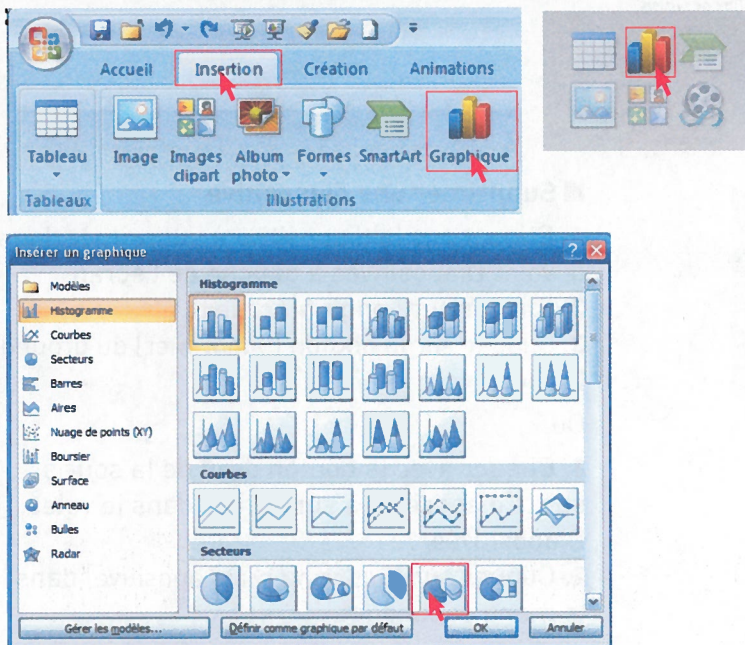 Accueil Insertion Création Animations
Tableau Image Images clipart Album photo Formes SmartArt Graphique
Tableaux Illustrations
Insérer un graphique
Modèles
Histogramme
Courbes
Secteurs
Barres
Aires
Nuage de points (XY)
Boursier
Surface
Anneau
Bulles
Radar
Histogramme
Courbes
Secteurs
Gérer les modèles...
Définir comme graphique par défaut
OK
Annuler